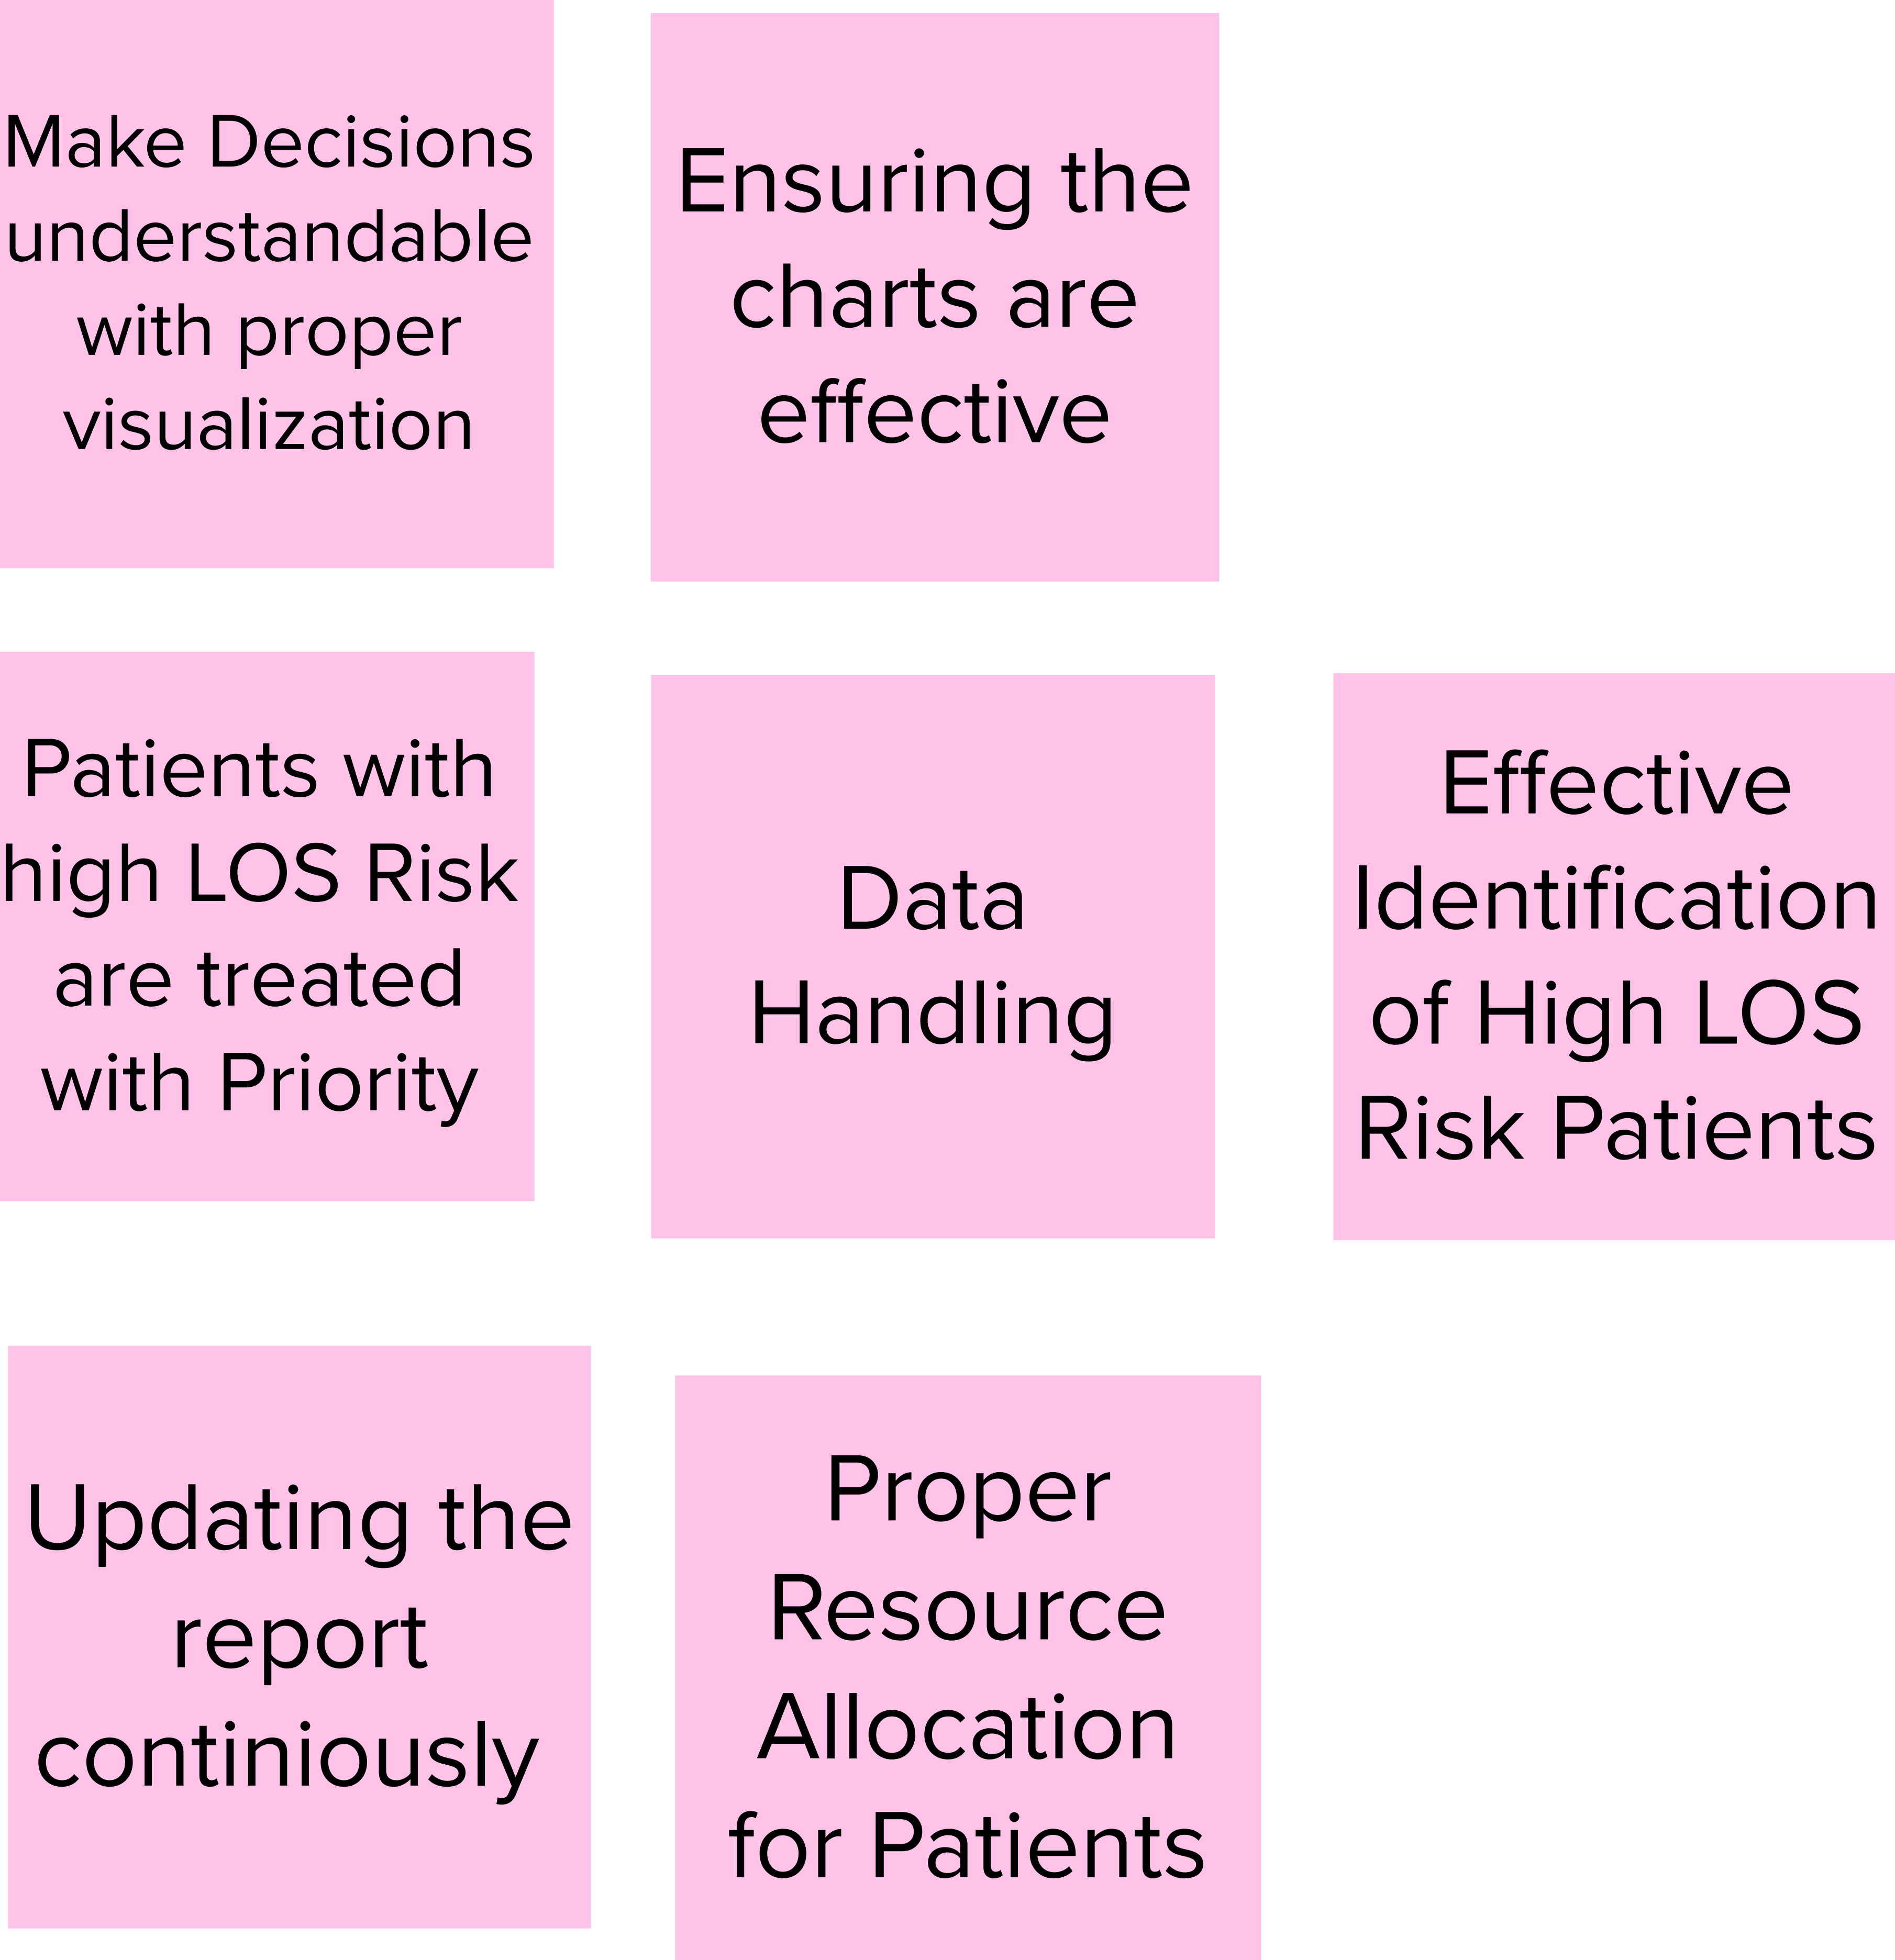 Make Decisions
understandable
with proper
visualization
Ensuring the
charts are
effective
Patients with
high LOS Risk
are treated
with Priority
Data
Handling
Effective
Identification
of High LOS
Risk Patients
Updating the
report
continiously
Proper
Resource
Allocation
for Patients